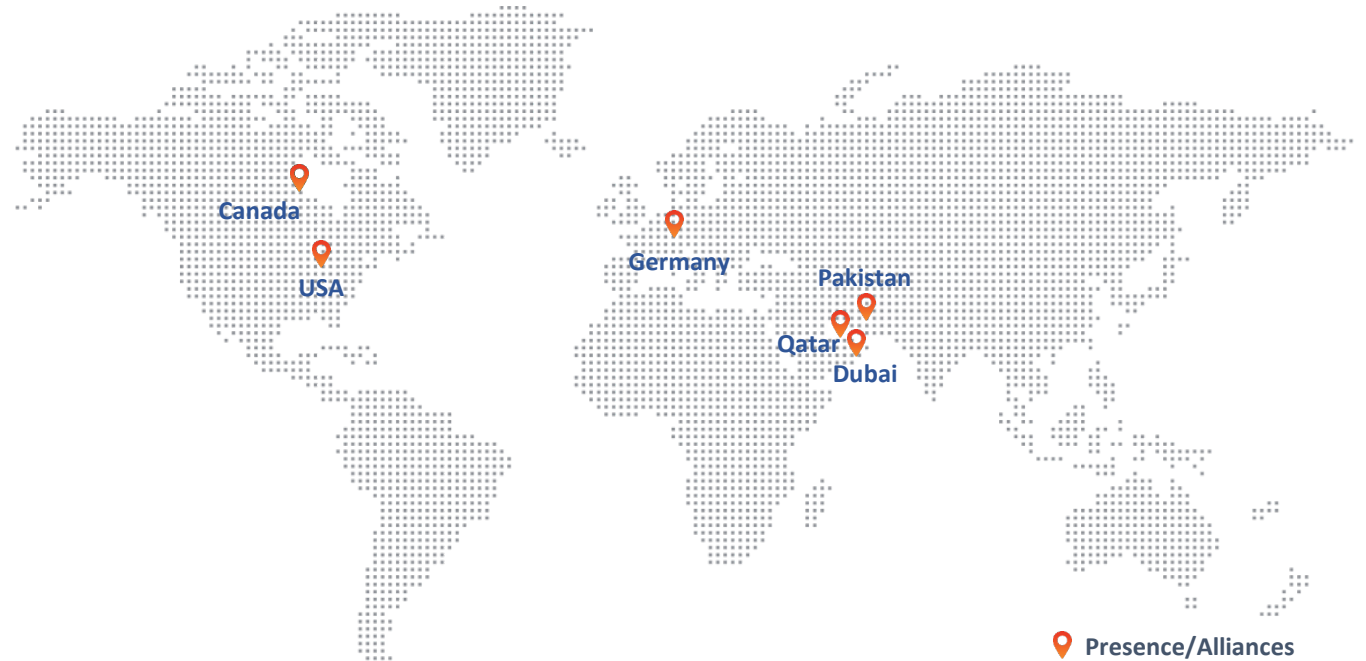 Canada
USA
Germany
Pakistan
Qatar
Dubai
Presence/Alliances